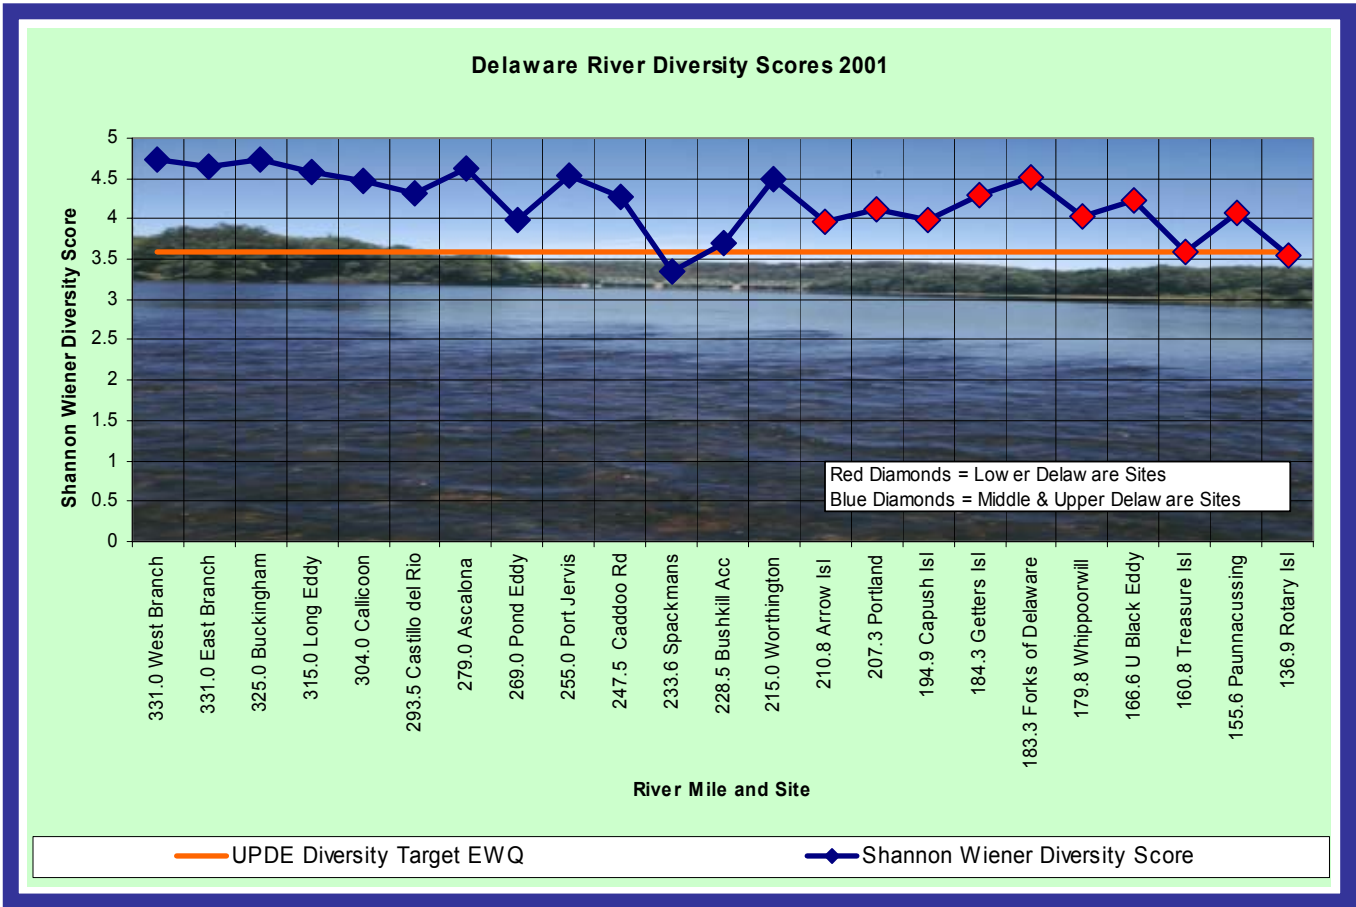 Delaware River Diversity Scores 2001
Shannon Wiener Diversity Score
5
4.5
4
3.5
3
2.5
2
1.5
1
0.5
0
Red Diamonds = Lower Delaware Sites
Blue Diamonds = Middle & Upper Delaware Sites
331.0 West Branch
331.0 East Branch
325.0 Buckingham
315.0 Long Eddy
304.0 Callicoon
293.5 Castillo del Rio
279.0 Ascalona
269.0 Pond Eddy
255.0 Port Jervis
247.5 Caddoo Rd
233.6 Spackmans
228.5 Bushkill Acc
215.0 Worthington
210.8 Arrow Isl
207.3 Portland
194.9 Capush Isl
184.3 Getters Isl
183.3 Forks of Delaware
179.8 Whippoorwill
166.6 U Black Eddy
160.8 Treasure Isl
155.6 Paunnacussing
136.9 Rotary Isl
River Mile and Site
UPDE Diversity Target EWQ
Shannon Wiener Diversity Score